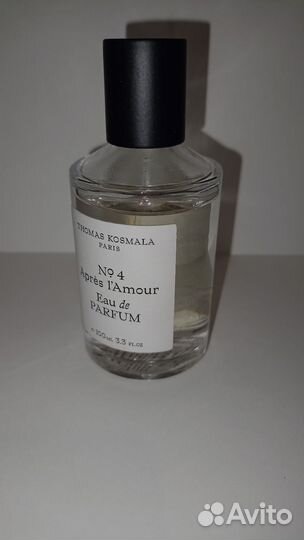 THOMAS KOSMALA
PARIS
Nº 4
Après l'Amour
Eau de
PARFUM
e 100ml, 3.3 FL.OZ
Avito